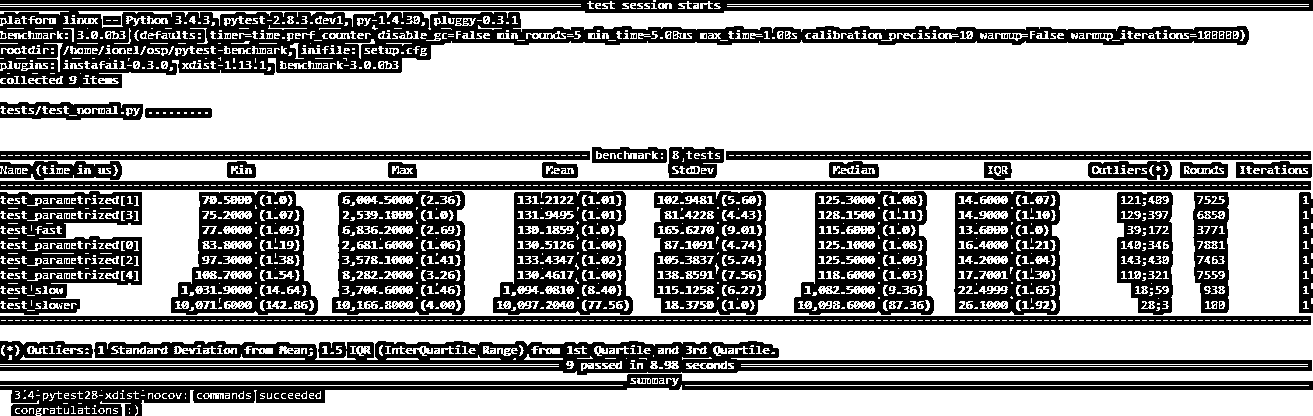 test session starts
platform linux -- Python 3.4.3, pytest-2.8.3.dev1, py-1.4.30, pluggy-0.3.1
benchmark: 3.0.0b3 (defaults: timer=time.perf_counter disable_gc=False min_rounds=5 min_time=5.00us max_time=1.00s calibration_precision=10 warmup=False warmup_iterations=100000)
rootdir: /home/ionel/osp/pytest-benchmark, inifile: setup.cfg
plugins: instafail-0.3.0, xdist-1.13.1, benchmark-3.0.0b3
collected 9 items
tests/test_normal.py .........
benchmark: 8 tests
Name (time in us) Min Max Mean StdDev Median IQR Outliers(*) Rounds Iterations
test_parametrized[1] 70.5000 (1.0) 6,004.5000 (2.36) 131.2122 (1.01) 102.9481 (5.60) 125.3000 (1.08) 14.6000 (1.07) 121;409 7525 1
test_parametrized[3] 75.2000 (1.07) 2,539.1000 (1.0) 131.9495 (1.01) 81.4228 (4.43) 128.1500 (1.11) 14.9000 (1.10) 129;397 6850 1
test_fast 77.0000 (1.09) 6,836.2000 (2.69) 130.1859 (1.0) 165.6270 (9.01) 115.6000 (1.0) 13.6000 (1.0) 39;172 3771 1
test_parametrized[0] 83.8000 (1.19) 2,681.6000 (1.06) 130.5126 (1.00) 87.1091 (4.74) 125.1000 (1.08) 16.4000 (1.21) 140;346 7881 1
test_parametrized[2] 97.3000 (1.38) 3,578.1000 (1.41) 133.4347 (1.02) 105.3837 (5.74) 125.5000 (1.09) 14.2000 (1.04) 143;430 7463 1
test_parametrized[4] 108.7000 (1.54) 8,282.2000 (3.26) 130.4617 (1.00) 138.8591 (7.56) 118.6000 (1.03) 17.7001 (1.30) 110;321 7559 1
test_slow 1,031.9000 (14.64) 3,704.6000 (1.46) 1,094.0810 (8.40) 115.1258 (6.27) 1,082.5000 (9.36) 22.4999 (1.65) 18;59 938 1
test_slower 10,071.6000 (142.86) 10,166.8000 (4.00) 10,097.2040 (77.56) 18.3750 (1.0) 10,098.6000 (87.36) 26.1000 (1.92) 28;3 100 1
(*) Outliers: 1 Standard Deviation from Mean; 1.5 IQR (InterQuartile Range) from 1st Quartile and 3rd Quartile.
9 passed in 8.98 seconds
summary
3.4-pytest28-xdist-nocov: commands succeeded
congratulations :)